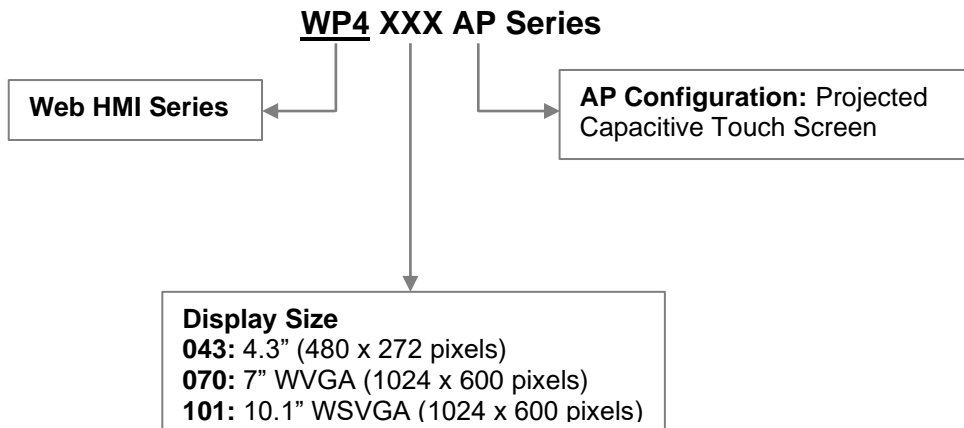 WP4 XXX AP Series
Web HMI Series
AP Configuration: Projected
Capacitive Touch Screen
Display Size
043: 4.3” (480 x 272 pixels)
070: 7” WVGA (1024 x 600 pixels)
101: 10.1” WSVGA (1024 x 600 pixels)